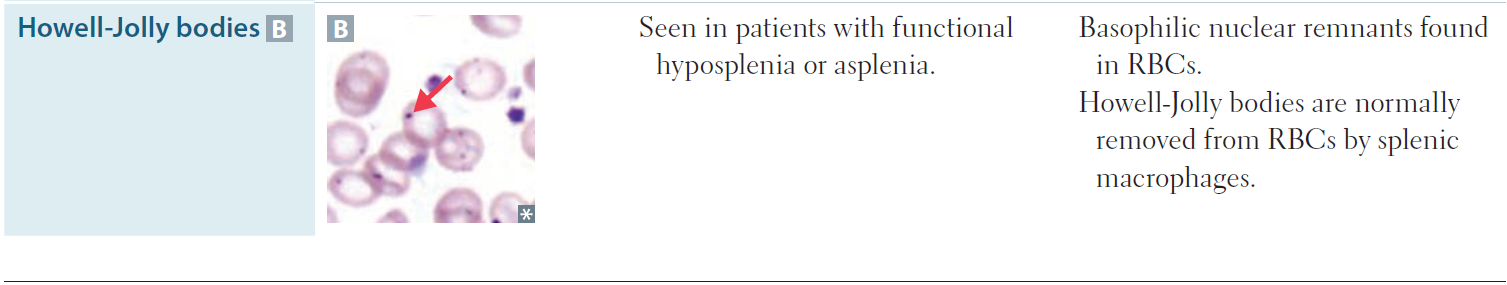 Howell-Jolly bodies B
B
*
Seen in patients with functional
hyposplenia or asplenia.
Basophilic nuclear remnants found
in RBCs.
Howell-Jolly bodies are normally
removed from RBCs by splenic
macrophages.